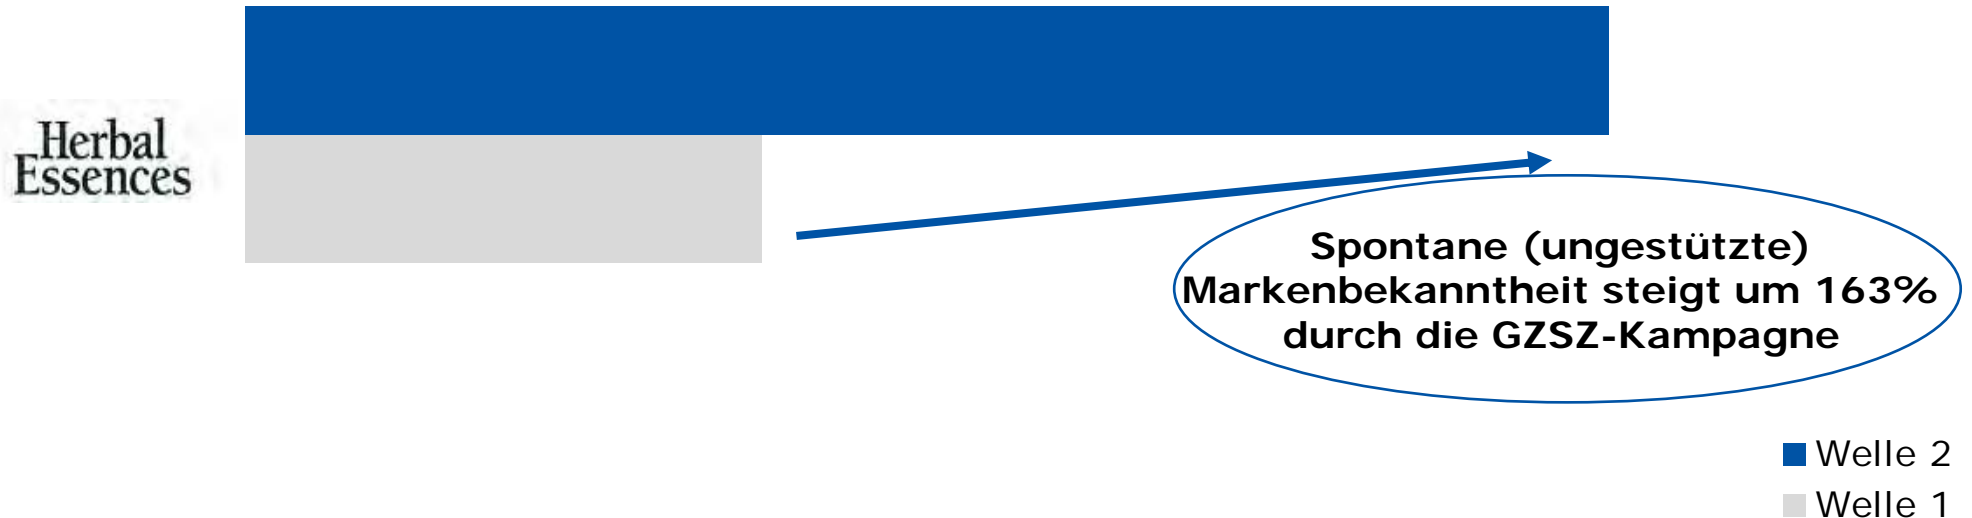 Herbal
Essences
Spontane (ungestützte)
Markenbekanntheit steigt um 163%
durch die GZSZ-Kampagne
Welle 2
Welle 1